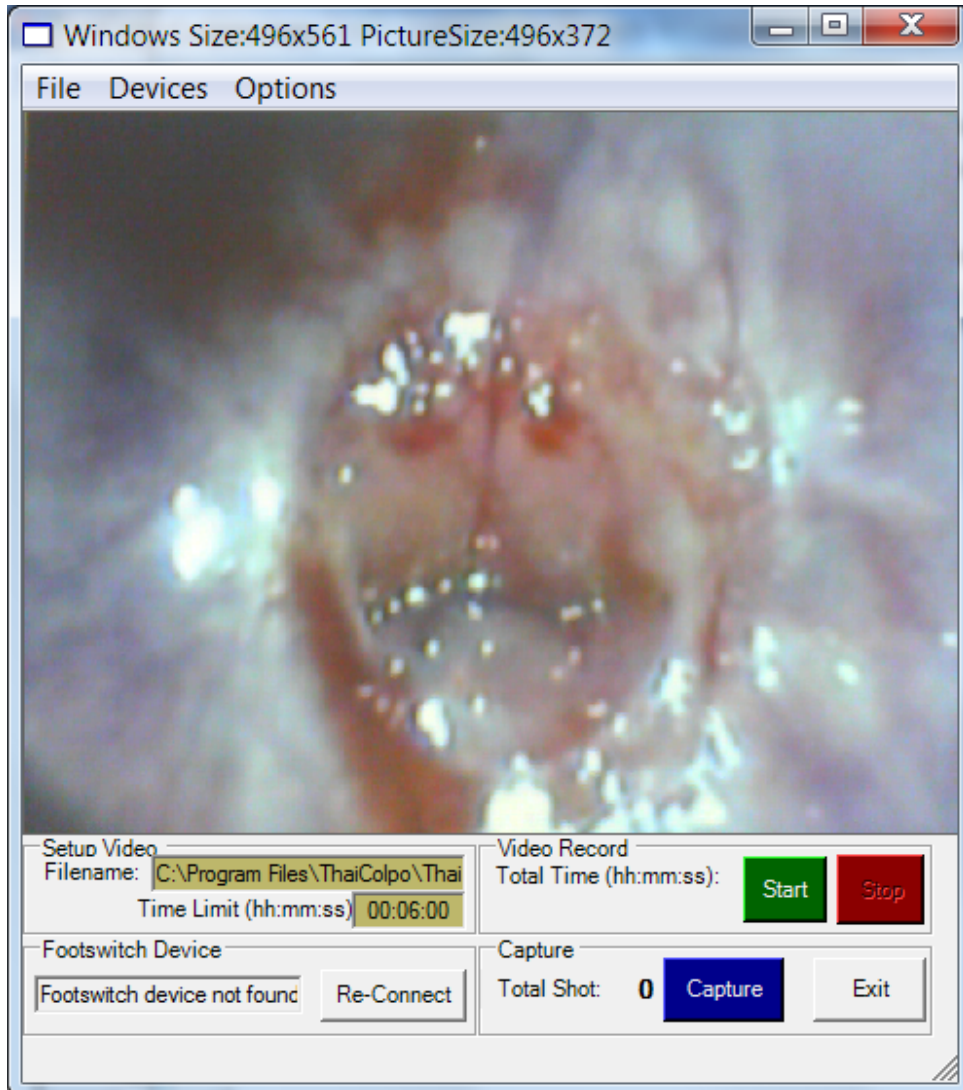 Windows Size:496x561 PictureSize:496x372
File Devices Options
Setup Video
Filename: C:\Program Files\ThaiColpo\Thai
Time Limit (hh:mm:ss) 00:06:00
Video Record
Total Time (hh:mm:ss):
Start
Stop
Footswitch Device
Footswitch device not found
Re-Connect
Capture
Total Shot: 0
Capture
Exit